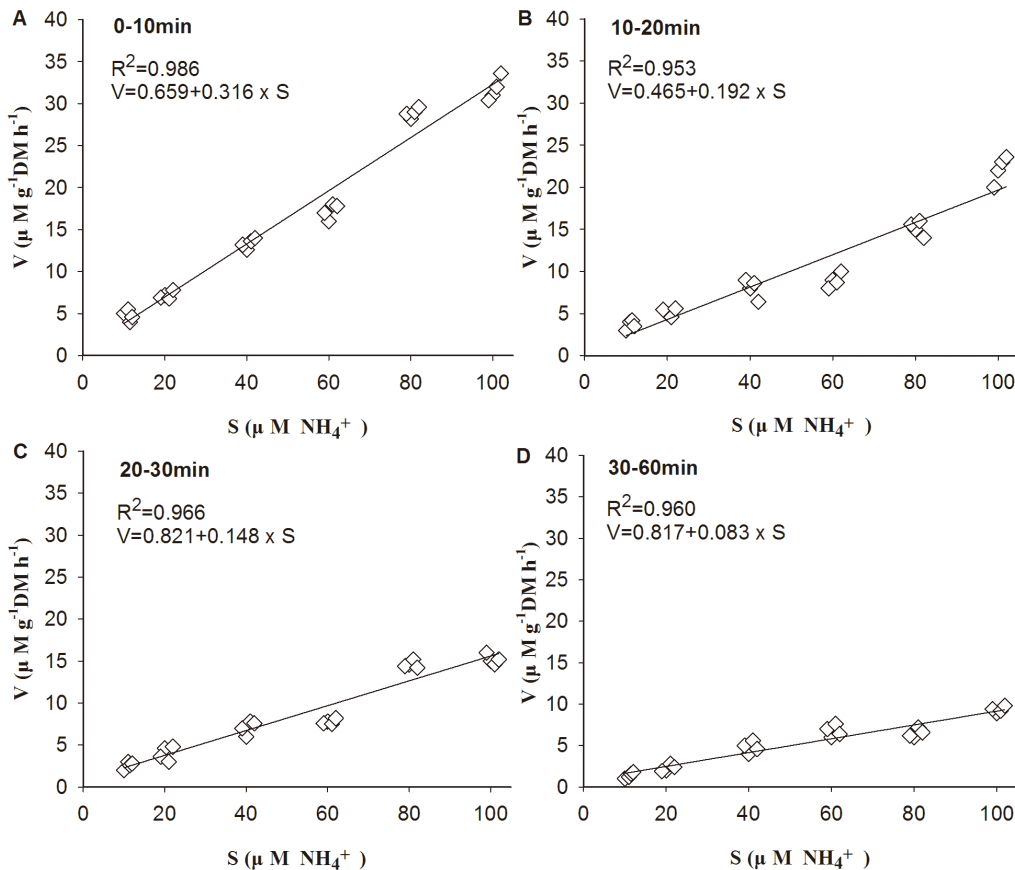 A
0-10min
R²=0.986
V=0.659+0.316 x S
V (µ M g⁻¹DM h⁻¹)
40
35
30
25
20
15
10
5
0
0 20 40 60 80 100
S (µ M NH₄⁺ )
B
10-20min
R²=0.953
V=0.465+0.192 x S
V (µ M g⁻¹DM h⁻¹)
40
35
30
25
20
15
10
5
0
0 20 40 60 80 100
S (µ M NH₄⁺ )
C
20-30min
R²=0.966
V=0.821+0.148 x S
V (µ M g⁻¹DM h⁻¹)
40
35
30
25
20
15
10
5
0
0 20 40 60 80 100
S (µ M NH₄⁺ )
D
30-60min
R²=0.960
V=0.817+0.083 x S
V (µ M g⁻¹DM h⁻¹)
40
35
30
25
20
15
10
5
0
0 20 40 60 80 100
S (µ M NH₄⁺ )